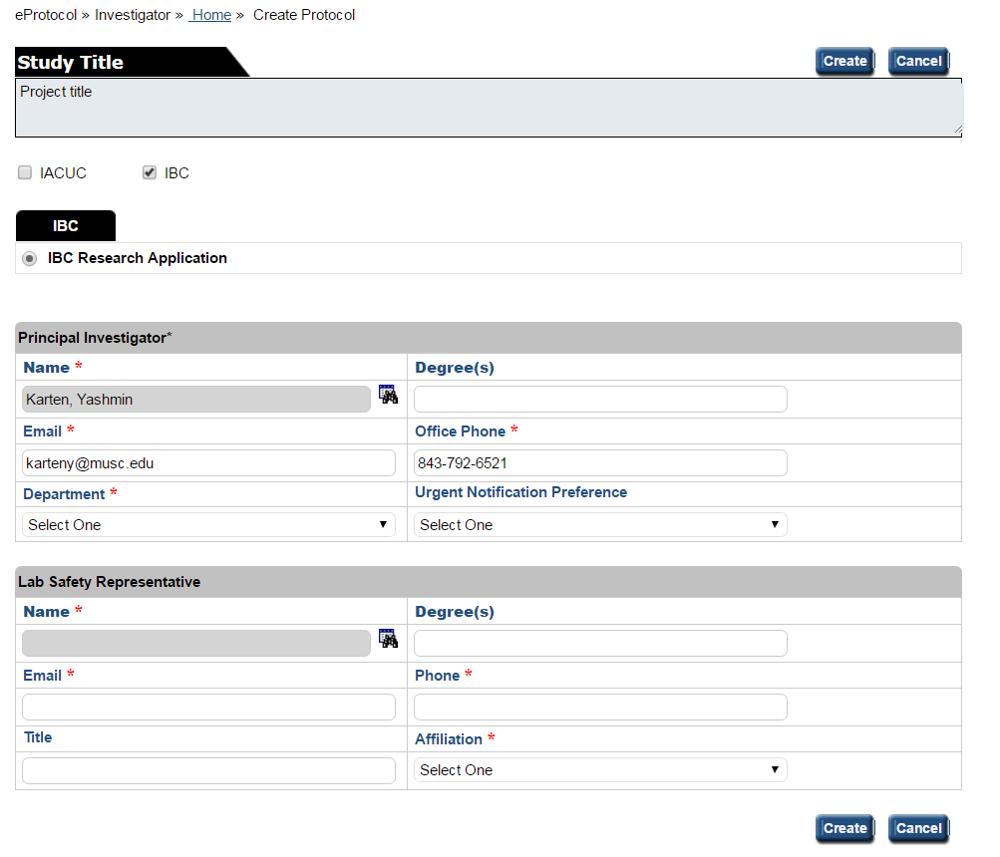 eProtocol » Investigator » Home » Create Protocol
Study Title Create Cancel
Project title
IACUC IBC
IBC
IBC Research Application
Principal Investigator*
Name * Degree(s)
Karten, Yashmin
Email * Office Phone *
karteny@musc.edu 843-792-6521
Department * Urgent Notification Preference
Select One Select One
Lab Safety Representative
Name * Degree(s)
Email * Phone *
Title Affiliation *
Select One
Create Cancel